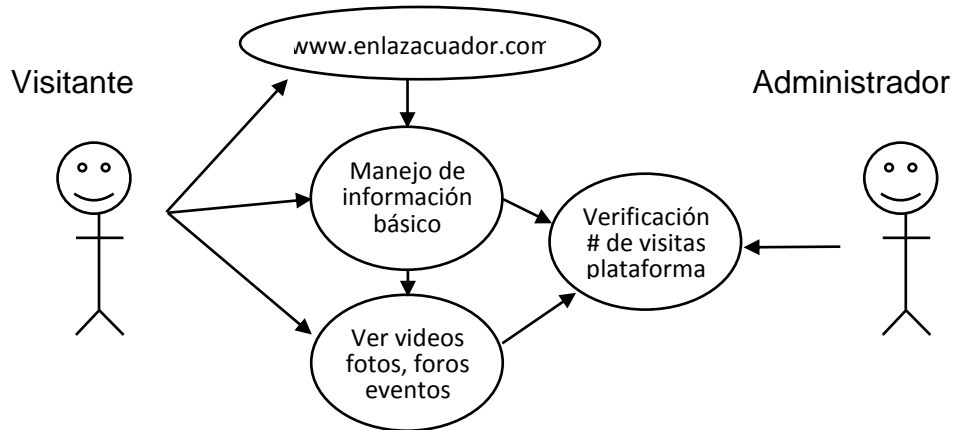 www.enlazacuador.com
Visitante
Administrador
Manejo de
información
básico
Verificación
# de visitas
plataforma
Ver videos
fotos, foros
eventos